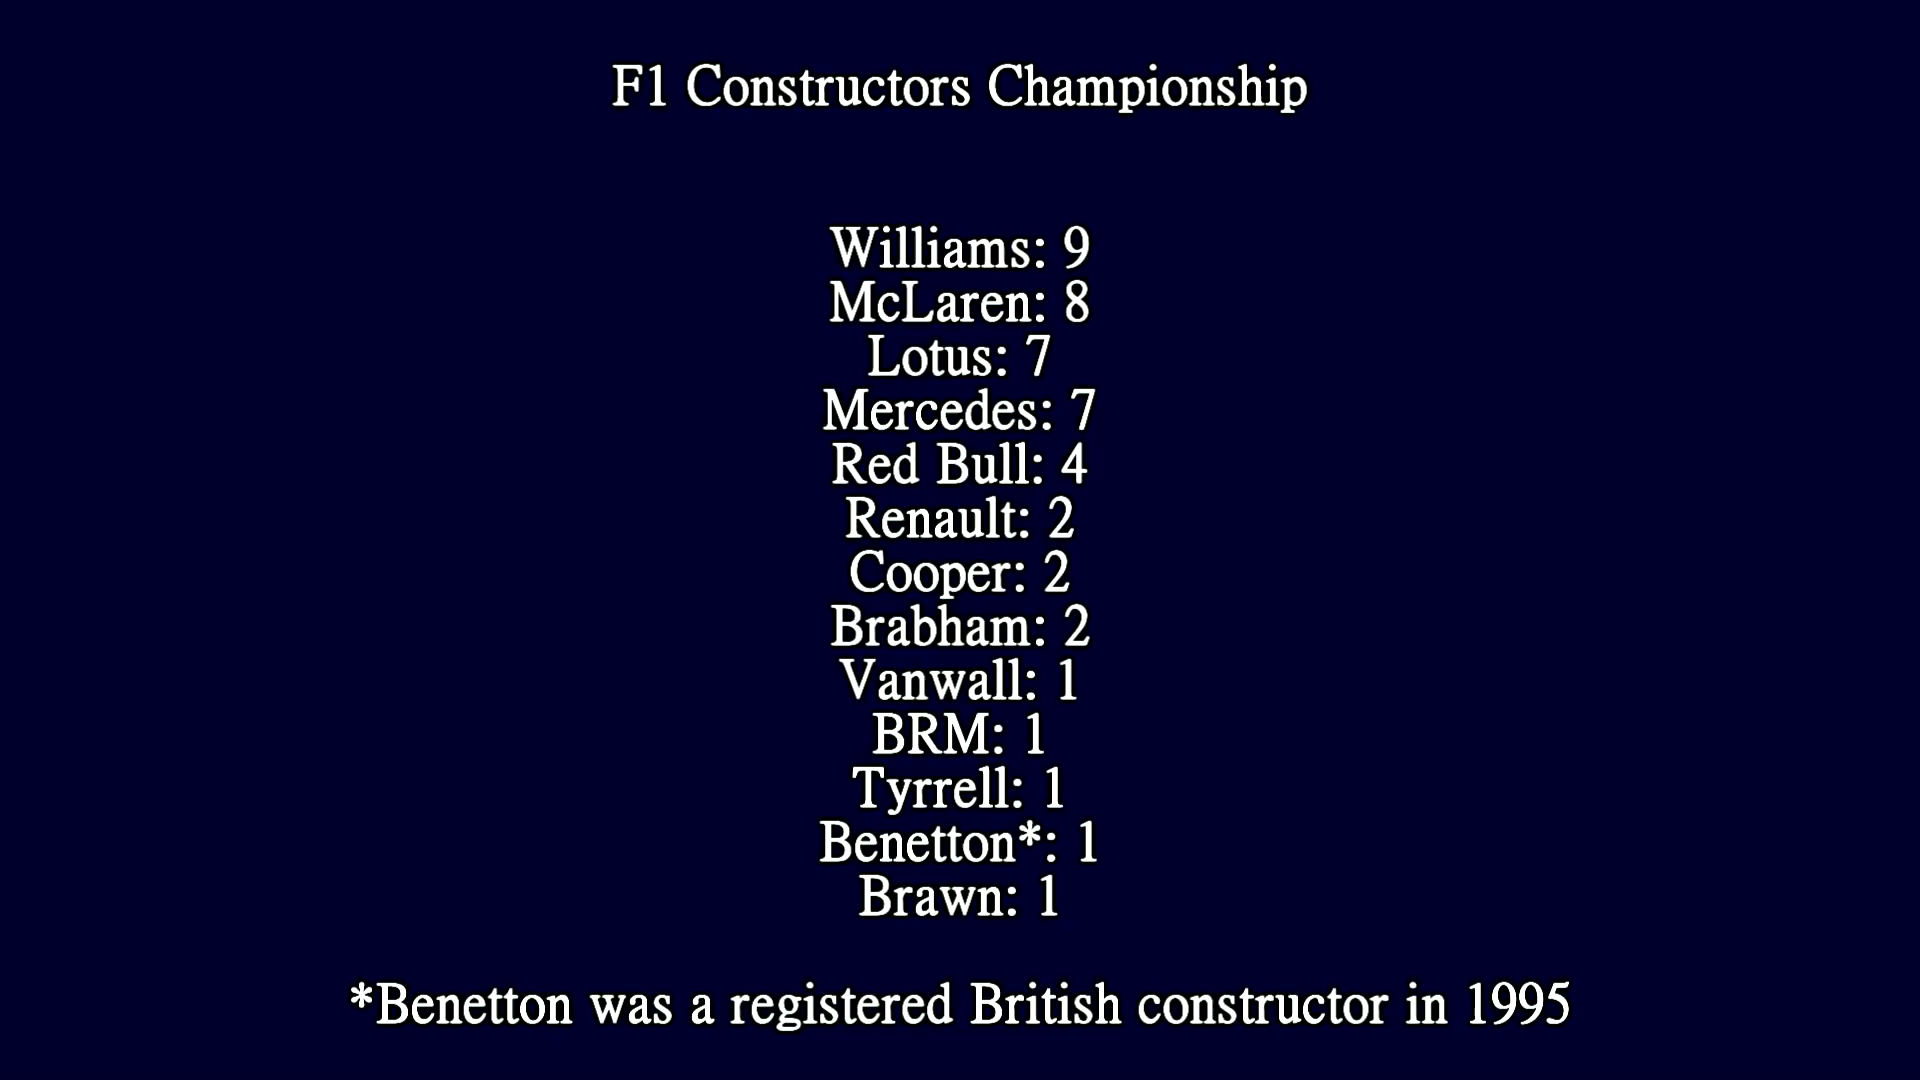 F1 Constructors Championship
Williams: 9
McLaren: 8
Lotus: 7
Mercedes: 7
Red Bull: 4
Renault: 2
Cooper: 2
Brabham: 2
Vanwall: 1
BRM: 1
Tyrrell: 1
Benetton*: 1
Brawn: 1
*Benetton was a registered British constructor in 1995